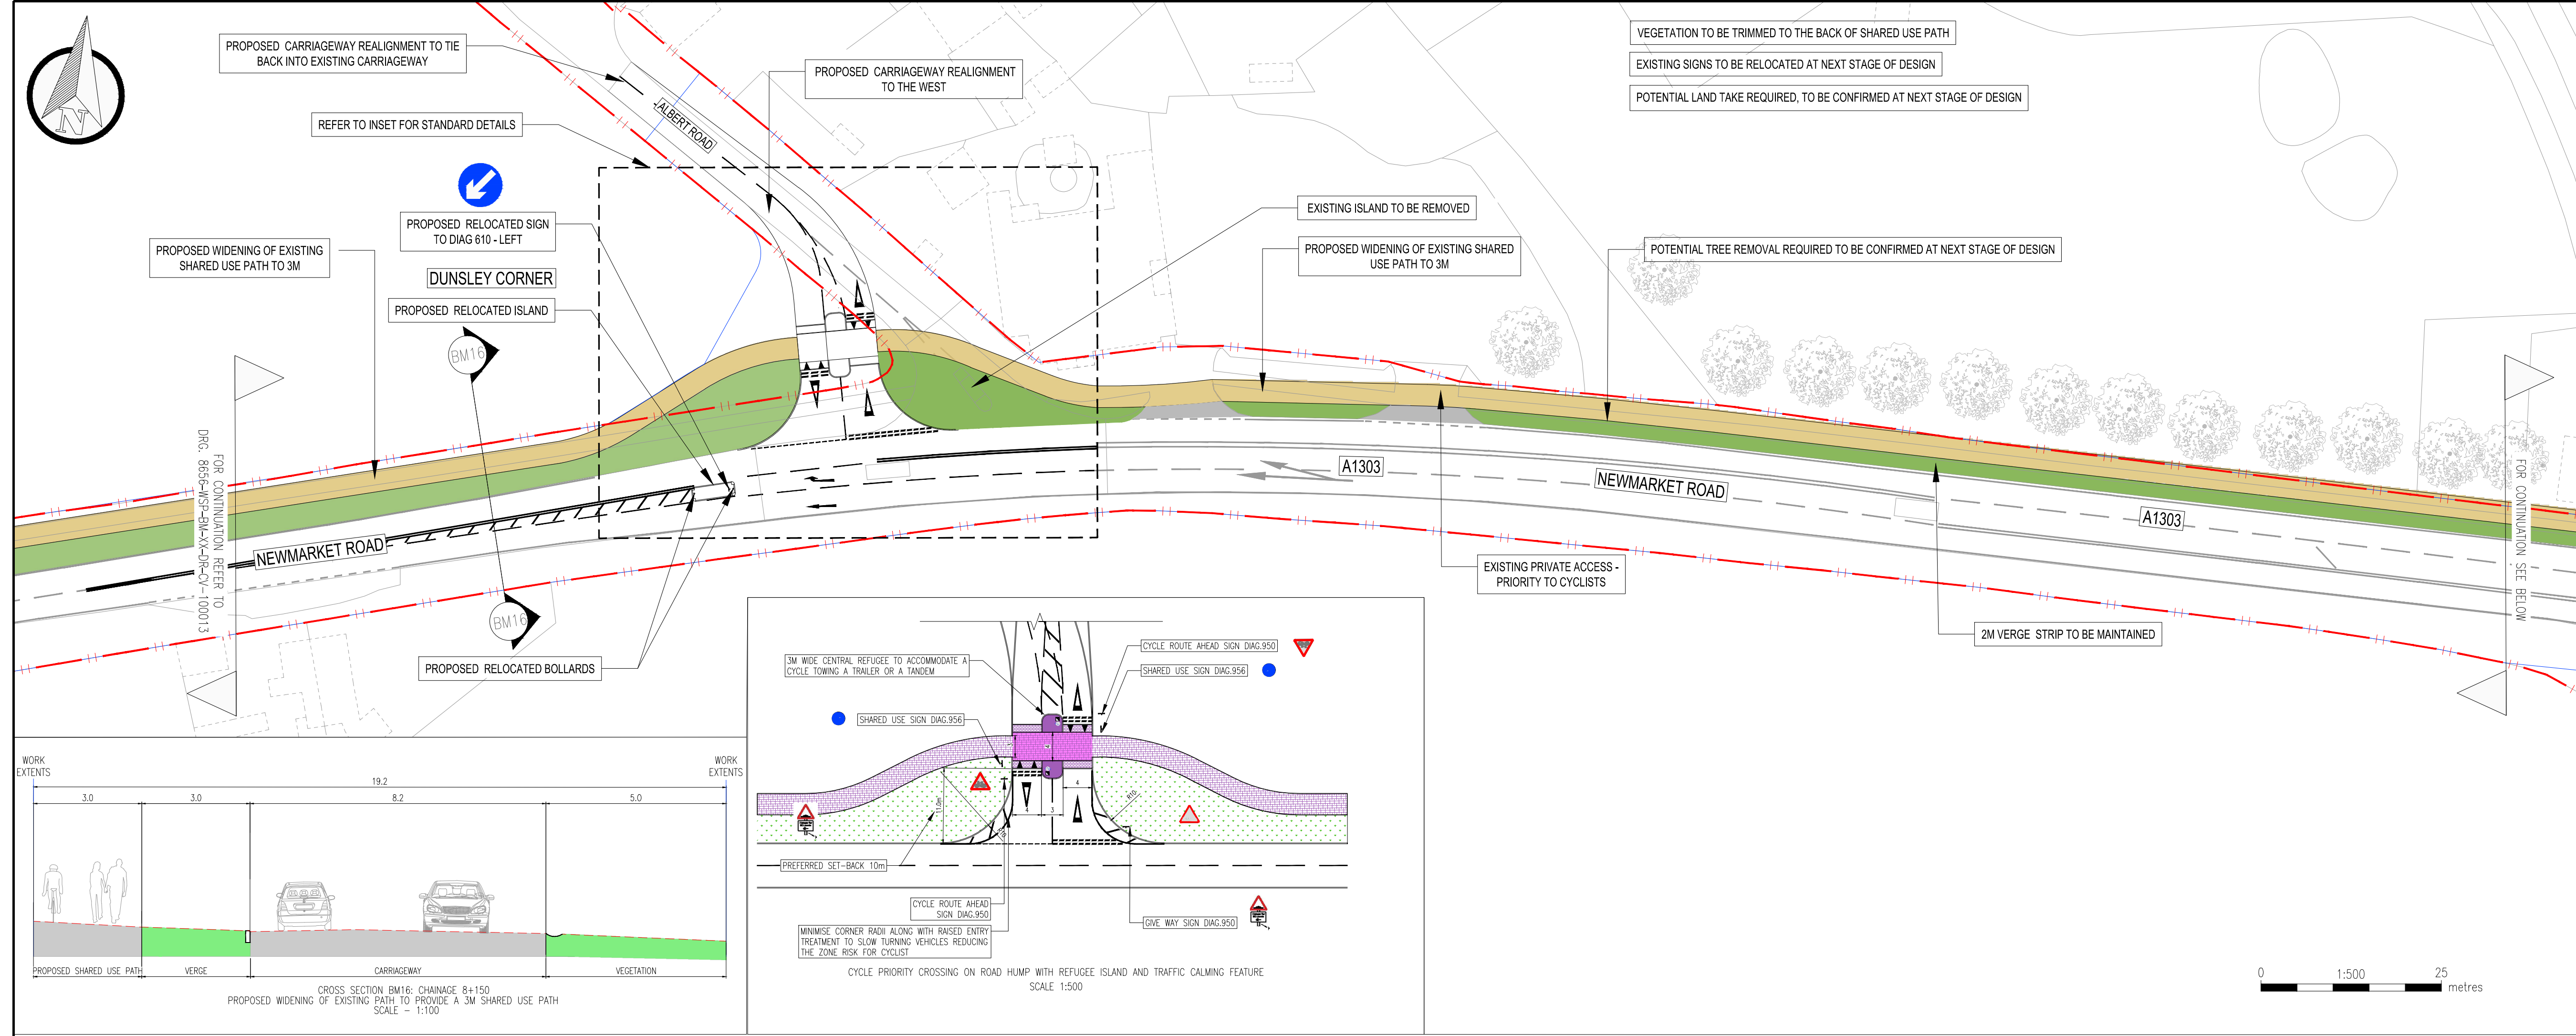 PROPOSED CARRIAGEWAY REALIGNMENT TO TIE
BACK INTO EXISTING CARRIAGEWAY
PROPOSED CARRIAGEWAY REALIGNMENT
TO THE WEST
VEGETATION TO BE TRIMMED TO THE BACK OF SHARED USE PATH
EXISTING SIGNS TO BE RELOCATED AT NEXT STAGE OF DESIGN
POTENTIAL LAND TAKE REQUIRED, TO BE CONFIRMED AT NEXT STAGE OF DESIGN
N
REFER TO INSET FOR STANDARD DETAILS
ALBERT ROAD
PROPOSED RELOCATED SIGN
TO DIAG 610 - LEFT
EXISTING ISLAND TO BE REMOVED
PROPOSED WIDENING OF EXISTING
SHARED USE PATH TO 3M
PROPOSED WIDENING OF EXISTING SHARED
USE PATH TO 3M
POTENTIAL TREE REMOVAL REQUIRED TO BE CONFIRMED AT NEXT STAGE OF DESIGN
DUNSLEY CORNER
PROPOSED RELOCATED ISLAND
BM16
FOR CONTINUATION REFER TO
DRG. 8656-WSP-BM-XX-DR-CV-100013
A1303
NEWMARKET ROAD
A1303
FOR CONTINUATION SEE BELOW
NEWMARKET ROAD
EXISTING PRIVATE ACCESS -
PRIORITY TO CYCLISTS
BM16
2M VERGE STRIP TO BE MAINTAINED
PROPOSED RELOCATED BOLLARDS
3M WIDE CENTRAL REFUGEE TO ACCOMMODATE A
CYCLE TOWING A TRAILER OR A TANDEM
CYCLE ROUTE AHEAD SIGN DIAG.950
SHARED USE SIGN DIAG.956
SHARED USE SIGN DIAG.956
4
4
3
4
11.0m
R10
R10
PREFERRED SET-BACK 10m
CYCLE ROUTE AHEAD
SIGN DIAG.950
GIVE WAY SIGN DIAG.950
MINIMISE CORNER RADII ALONG WITH RAISED ENTRY
TREATMENT TO SLOW TURNING VEHICLES REDUCING
THE ZONE RISK FOR CYCLIST
CYCLE PRIORITY CROSSING ON ROAD HUMP WITH REFUGEE ISLAND AND TRAFFIC CALMING FEATURE
SCALE 1:500
WORK
EXTENTS
WORK
EXTENTS
19.2
3.0
3.0
8.2
5.0
PROPOSED SHARED USE PATH
VERGE
CARRIAGEWAY
VEGETATION
CROSS SECTION BM16: CHAINAGE 8+150
PROPOSED WIDENING OF EXISTING PATH TO PROVIDE A 3M SHARED USE PATH
SCALE - 1:100
0
1:500
25
metres